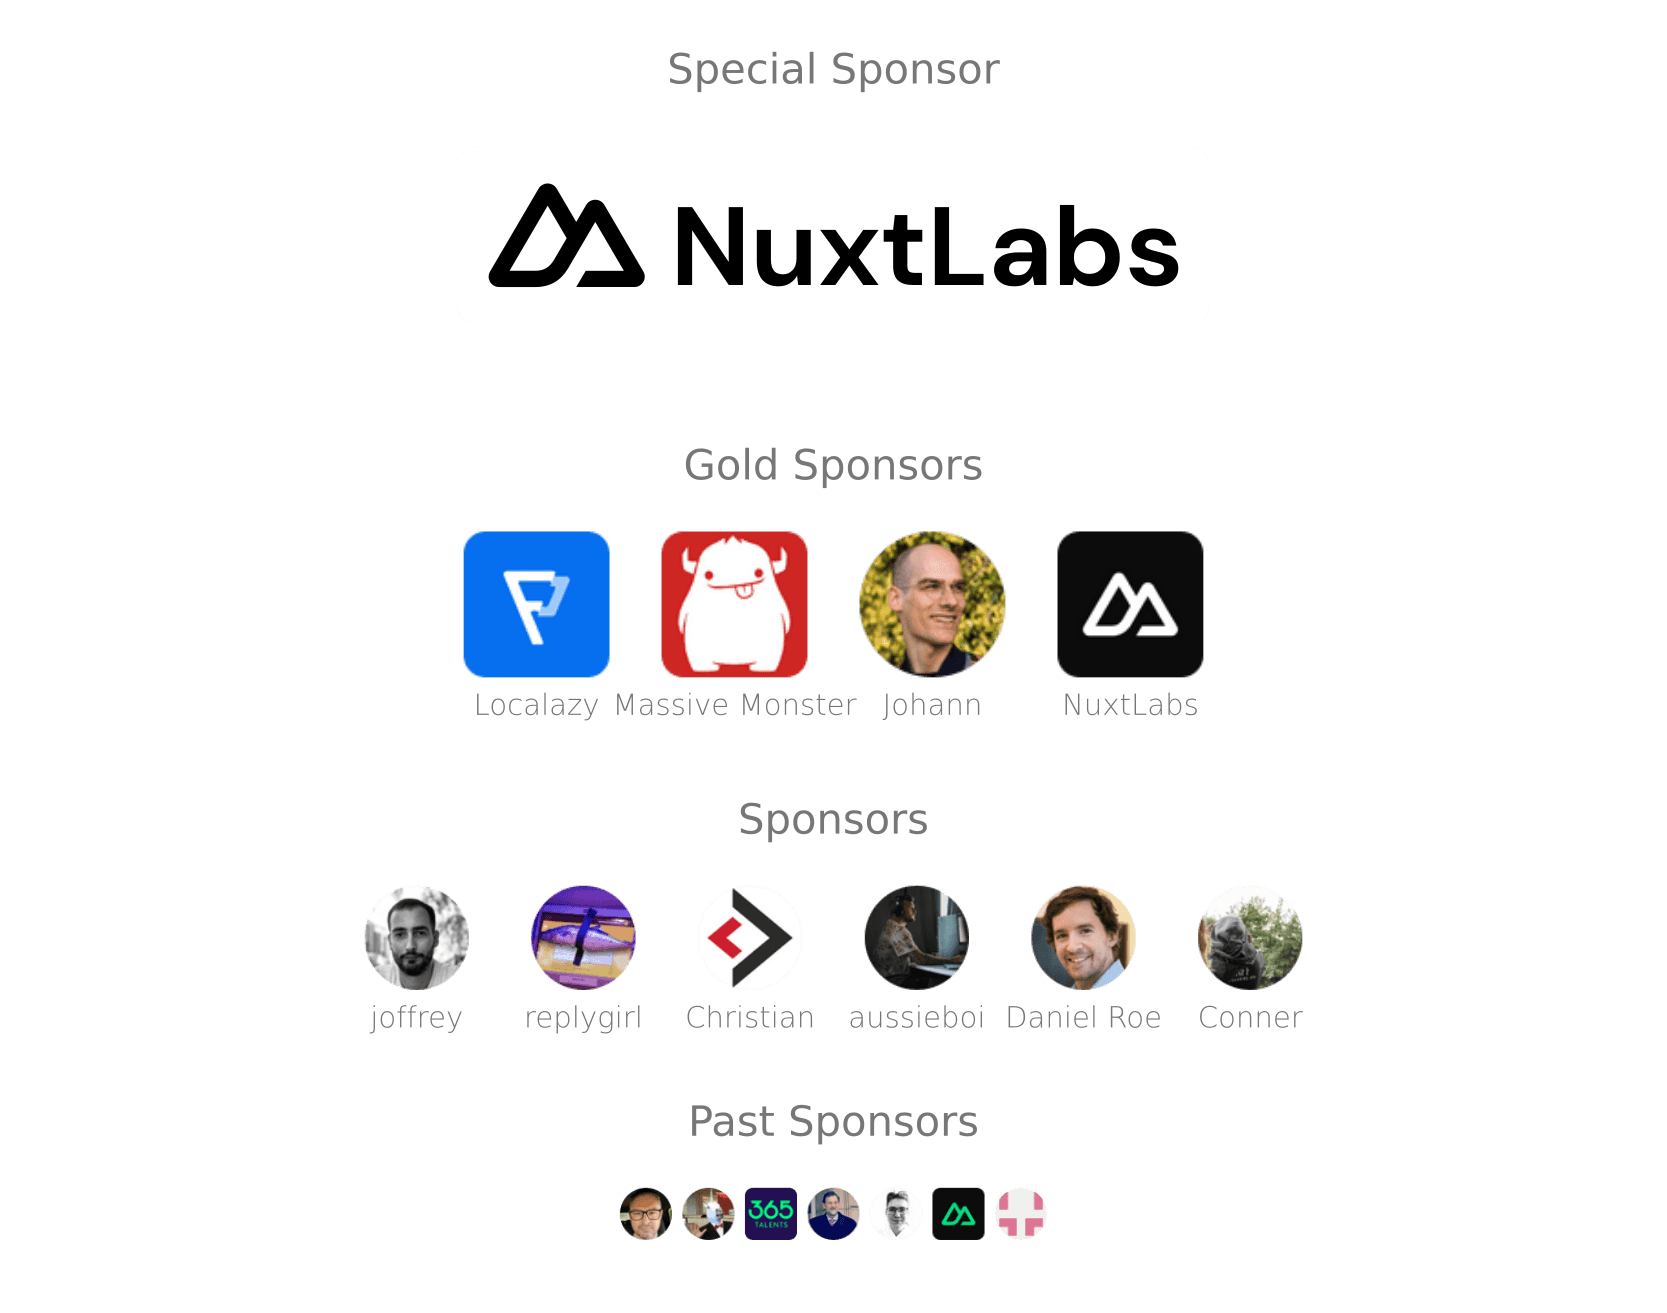 Special Sponsor
NuxtLabs
Gold Sponsors
Localazy Massive Monster Johann NuxtLabs
Sponsors
joffrey replygirl Christian aussieboi Daniel Roe Conner
Past Sponsors
365
TALENTS